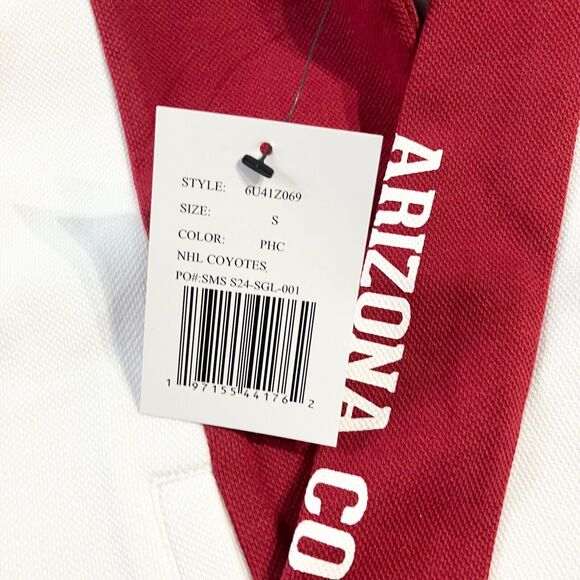 STYLE: 6U41Z069
SIZE: S
COLOR: PHC
NHL COYOTES
PO#:SMS S24-SGL-001
1 97155 44176 2
ARIZONA CO